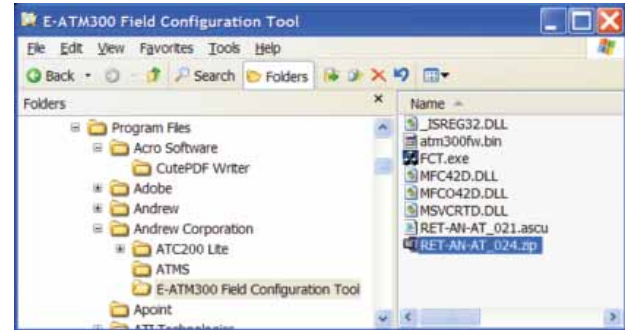 E-ATM300 Field Configuration Tool
File Edit View Favorites Tools Help
Back Search Folders
Folders
Program Files
Acro Software
CutePDF Writer
Adobe
Andrew
Andrew Corporation
ATC200 Lite
ATMS
E-ATM300 Field Configuration Tool
Apoint
ATI Technologies
Name
_ISREG32.DLL
atm300fw.bin
FCT.exe
MFC42D.DLL
MFCO42D.DLL
MSVCRTD.DLL
RET-AN-AT_021.ascu
RET-AN-AT_024.zip